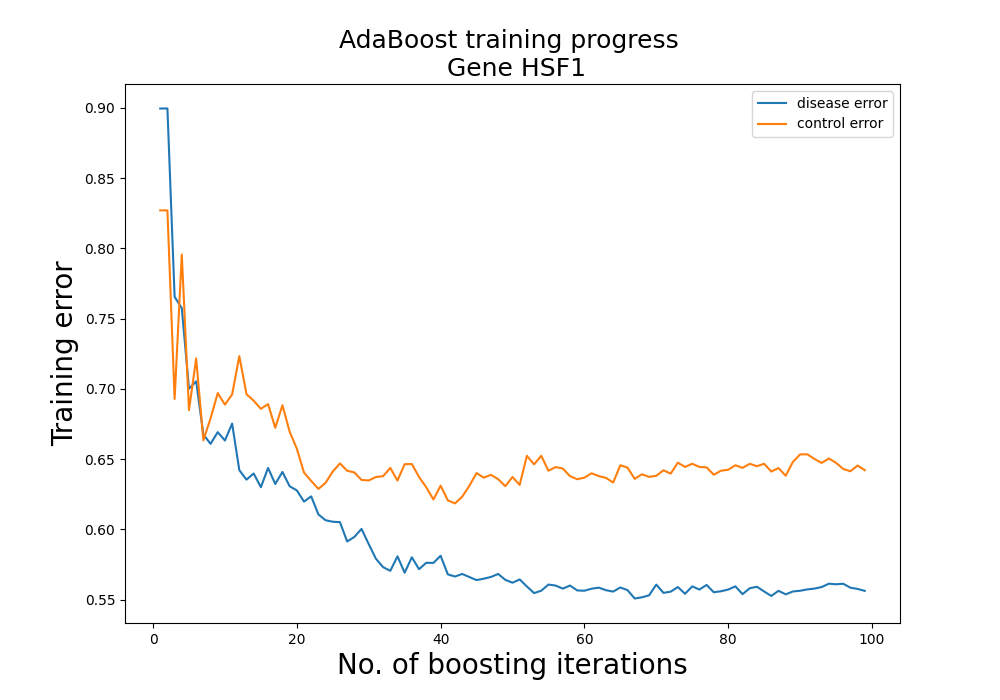 AdaBoost training progress
Gene HSF1
disease error
control error
Training error
0.90
0.85
0.80
0.75
0.70
0.65
0.60
0.55
0
20
40
60
80
100
No. of boosting iterations